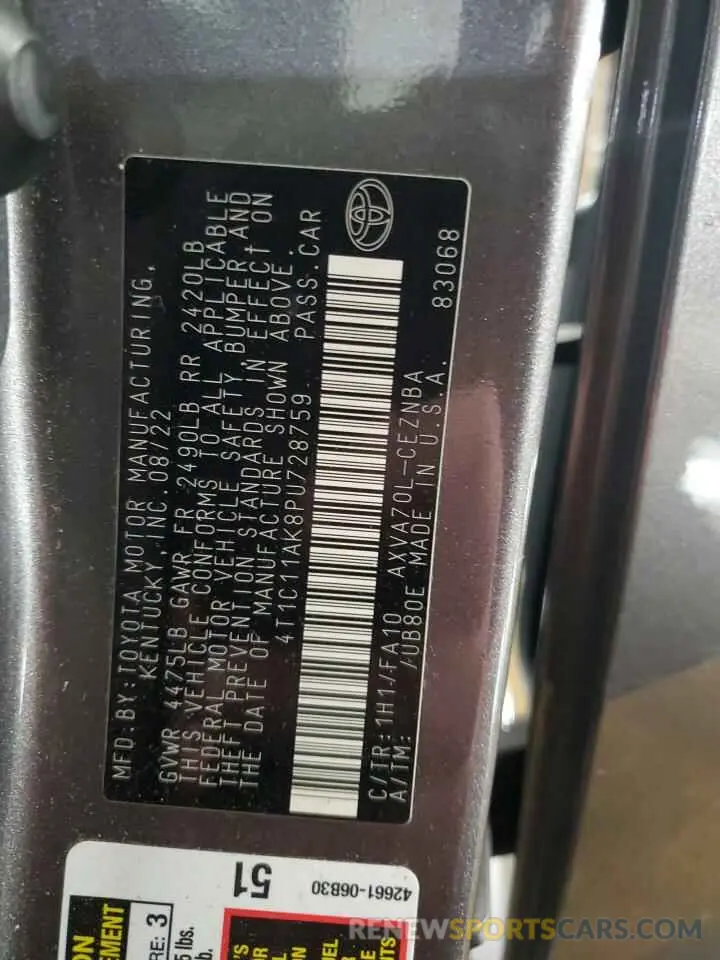 MFD.BY:TOYOTA MOTOR MANUFACTURING,
KENTUCKY INC.08/22
GVWR 4475LB GAWR FR 2490LB RR 2420LB
THIS VEHICLE CONFORMS TO ALL APPLICABLE
FEDERAL MOTOR VEHICLE SAFETY, BUMPER, AND
THEFT PREVENTION STANDARDS IN EFFECT ON
THE DATE OF MANUFACTURE SHOWN ABOVE.
4T1C11AK8PU728759 PASS.CAR
C/TR:1H1/FA10 AXVA70L-CEZNBA
A/TM: /UB80E MADE IN U.S.A. 83068
51
42661-06B30
3
lbs.
RENEWSPORTSCARS.COM